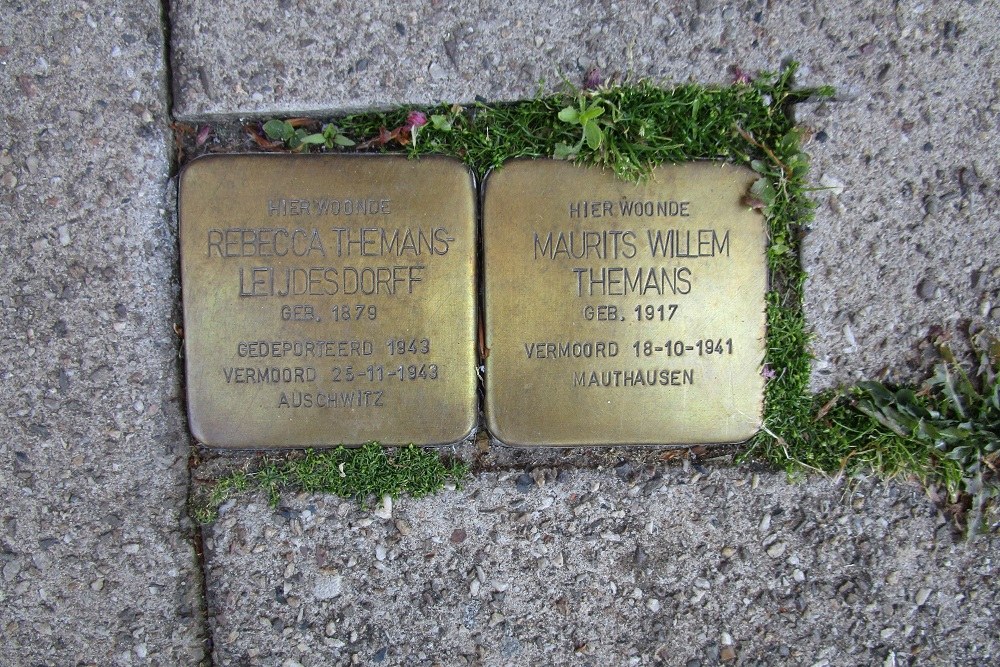 HIER WOONDE
REBECCA THEMANS-
LEIJDESDORFF
GEB. 1879
GEDEPORTEERD 1943
VERMOORD 25-11-1943
AUSCHWITZ
HIER WOONDE
MAURITS WILLEM
THEMANS
GEB. 1917
VERMOORD 18-10-1941
MAUTHAUSEN